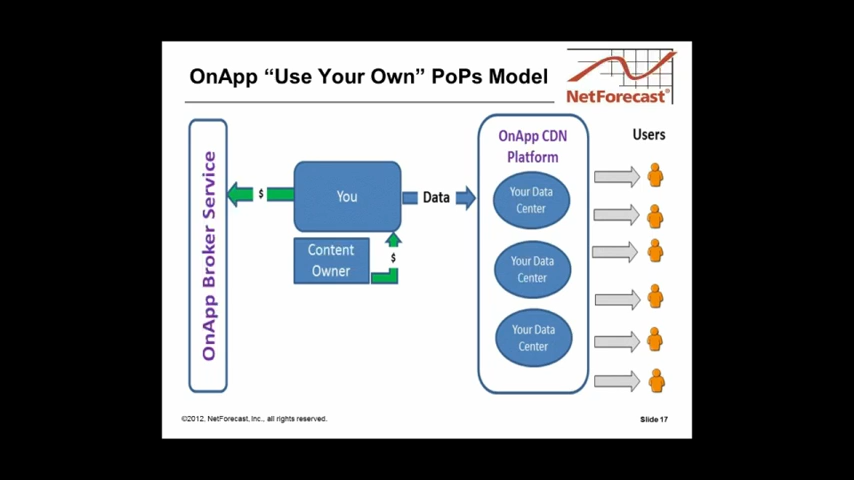 OnApp “Use Your Own” PoPs Model
NetForecast®
OnApp Broker Service
$
You
Content
Owner
$
Data
OnApp CDN
Platform
Your Data
Center
Your Data
Center
Your Data
Center
Users
©2012, NetForecast, Inc., all rights reserved.
Slide 17